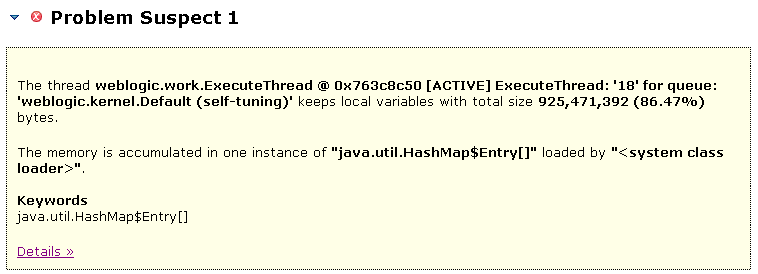 Problem Suspect 1
The thread weblogic.work.ExecuteThread @ 0x763c8c50 [ACTIVE] ExecuteThread: '18' for queue:
'weblogic.kernel.Default (self-tuning)' keeps local variables with total size 925,471,392 (86.47%)
bytes.
The memory is accumulated in one instance of "java.util.HashMap$Entry[]" loaded by "<system class
loader>".
Keywords
java.util.HashMap$Entry[]
Details »